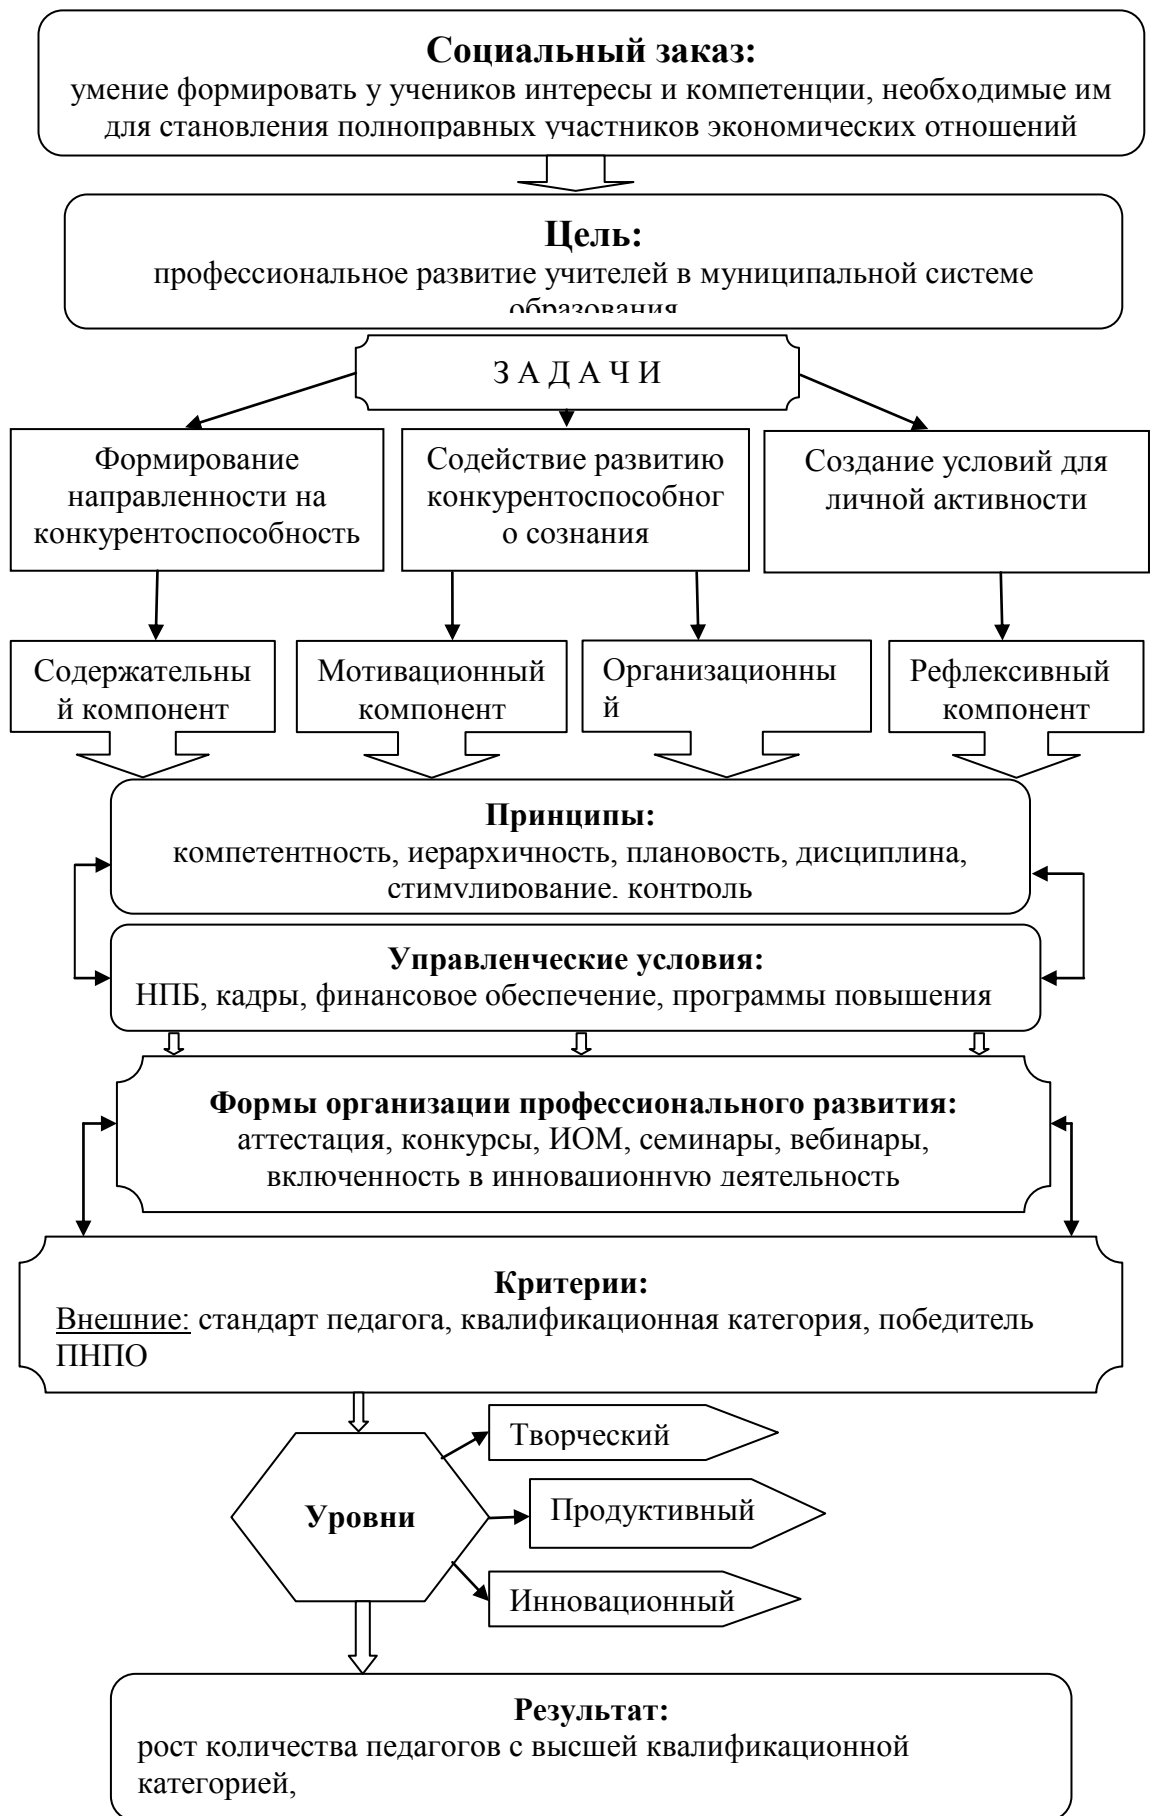 Социальный заказ:
умение формировать у учеников интересы и компетенции, необходимые им
для становления полноправных участников экономических отношений
Цель:
профессиональное развитие учителей в муниципальной системе
образования
З А Д А Ч И
Формирование
направленности на
конкурентоспособность
Содействие развитию
конкурентоспособног
о сознания
Создание условий для
личной активности
Содержательны
й компонент
Мотивационный
компонент
Организационны
й
Рефлексивный
компонент
Принципы:
компетентность, иерархичность, плановость, дисциплина,
стимулирование, контроль
Управленческие условия:
НПБ, кадры, финансовое обеспечение, программы повышения
Формы организации профессионального развития:
аттестация, конкурсы, ИОМ, семинары, вебинары,
включенность в инновационную деятельность
Критерии:
Внешние: стандарт педагога, квалификационная категория, победитель
ПНПО
Творческий
Уровни
Продуктивный
Инновационный
Результат:
рост количества педагогов с высшей квалификационной
категорией,